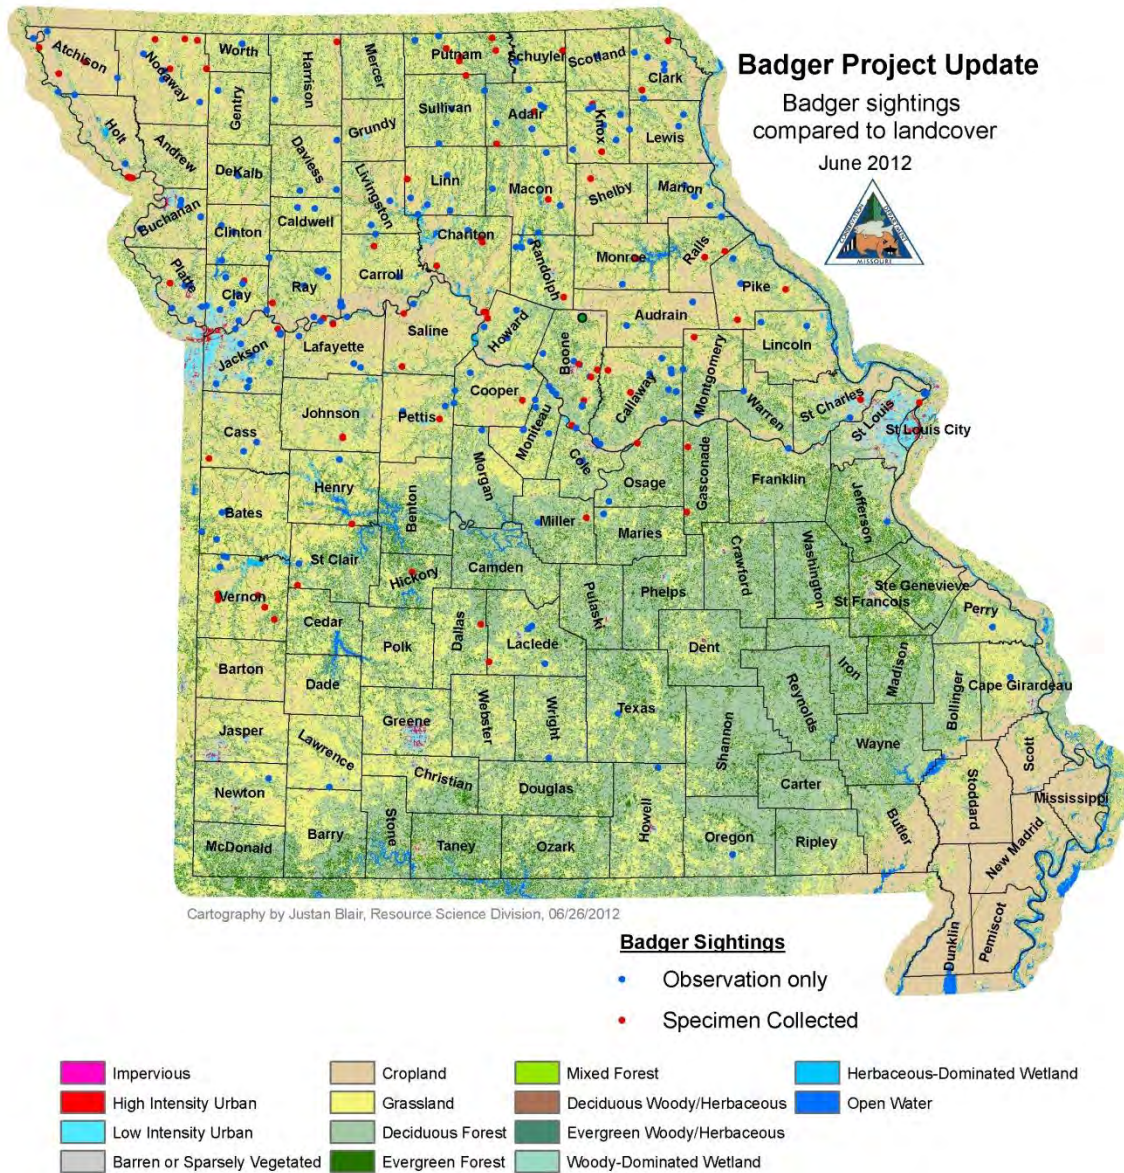 Badger Project Update
Badger sightings
compared to landcover
June 2012
CONSERVATION DEPARTMENT
MISSOURI
Atchison
Nodaway
Worth
Harrison
Mercer
Putnam
Schuyler
Scotland
Clark
Gentry
Sullivan
Adair
Knox
Lewis
Holt
Andrew
Grundy
DeKalb
Daviess
Livingston
Linn
Macon
Shelby
Marion
Buchanan
Clinton
Caldwell
Chariton
Randolph
Monroe
Ralls
Platte
Clay
Ray
Carroll
Pike
Saline
Howard
Boone
Audrain
Jackson
Lafayette
Lincoln
Cooper
Callaway
Montgomery
Warren
St Charles
St Louis
St Louis City
Johnson
Pettis
Moniteau
Cass
Cole
Henry
Benton
Morgan
Osage
Gasconade
Franklin
Jefferson
Bates
Miller
Maries
St Clair
Hickory
Camden
Pulaski
Phelps
Crawford
Washington
Ste Genevieve
St Francois
Vernon
Perry
Cedar
Polk
Dallas
Laclede
Dent
Iron
Madison
Barton
Dade
Bollinger
Cape Girardeau
Reynolds
Jasper
Greene
Webster
Wright
Texas
Shannon
Wayne
Scott
Lawrence
Christian
Newton
Douglas
Carter
Stoddard
Mississippi
Barry
Stone
Howell
Oregon
Ripley
Butler
McDonald
Taney
Ozark
New Madrid
Dunklin
Pemiscot
Cartography by Justan Blair, Resource Science Division, 06/26/2012
Badger Sightings
Observation only
Specimen Collected
Impervious
Cropland
Mixed Forest
Herbaceous-Dominated Wetland
High Intensity Urban
Grassland
Deciduous Woody/Herbaceous
Open Water
Low Intensity Urban
Deciduous Forest
Evergreen Woody/Herbaceous
Barren or Sparsely Vegetated
Evergreen Forest
Woody-Dominated Wetland